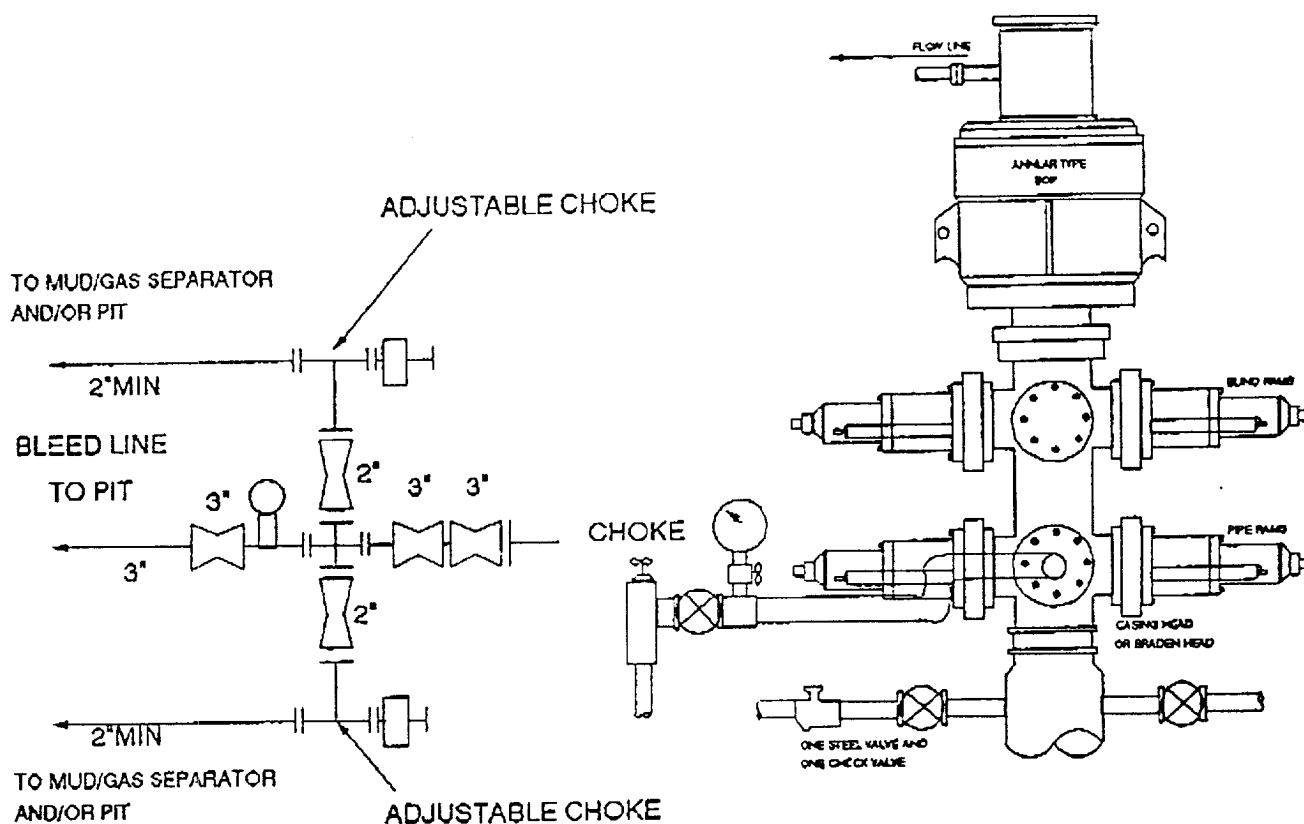 FLOW LINE
ANNLAR TYPE
BOP
ADJUSTABLE CHOKE
TO MUD/GAS SEPARATOR
AND/OR PIT
2"MIN
BLEED LINE
TO PIT
2"
3"
3"
3"
3"
2"
BLIND RAMS
CHOKE
PIPE RAMS
CASING HEAD
OR BRADEN HEAD
2"MIN
TO MUD/GAS SEPARATOR
AND/OR PIT
ADJUSTABLE CHOKE
ONE STEEL VALVE AND
ONE CHECK VALVE